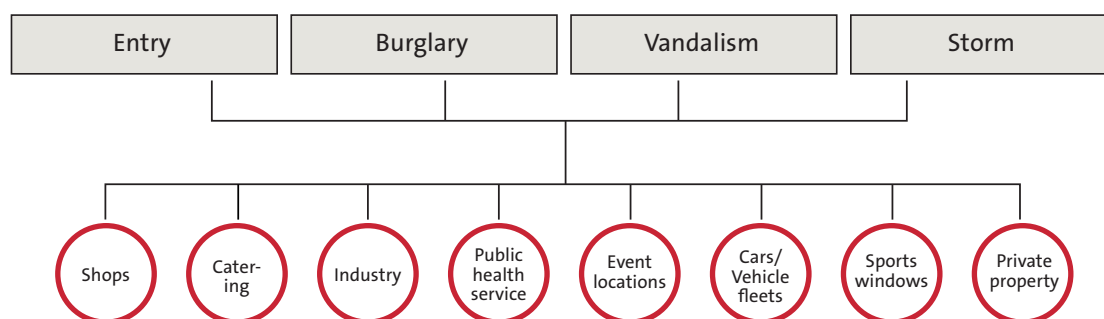 Entry
Burglary
Vandalism
Storm
Shops
Cater-
ing
Industry
Public
health
service
Event
locations
Cars/
Vehicle
fleets
Sports
windows
Private
property